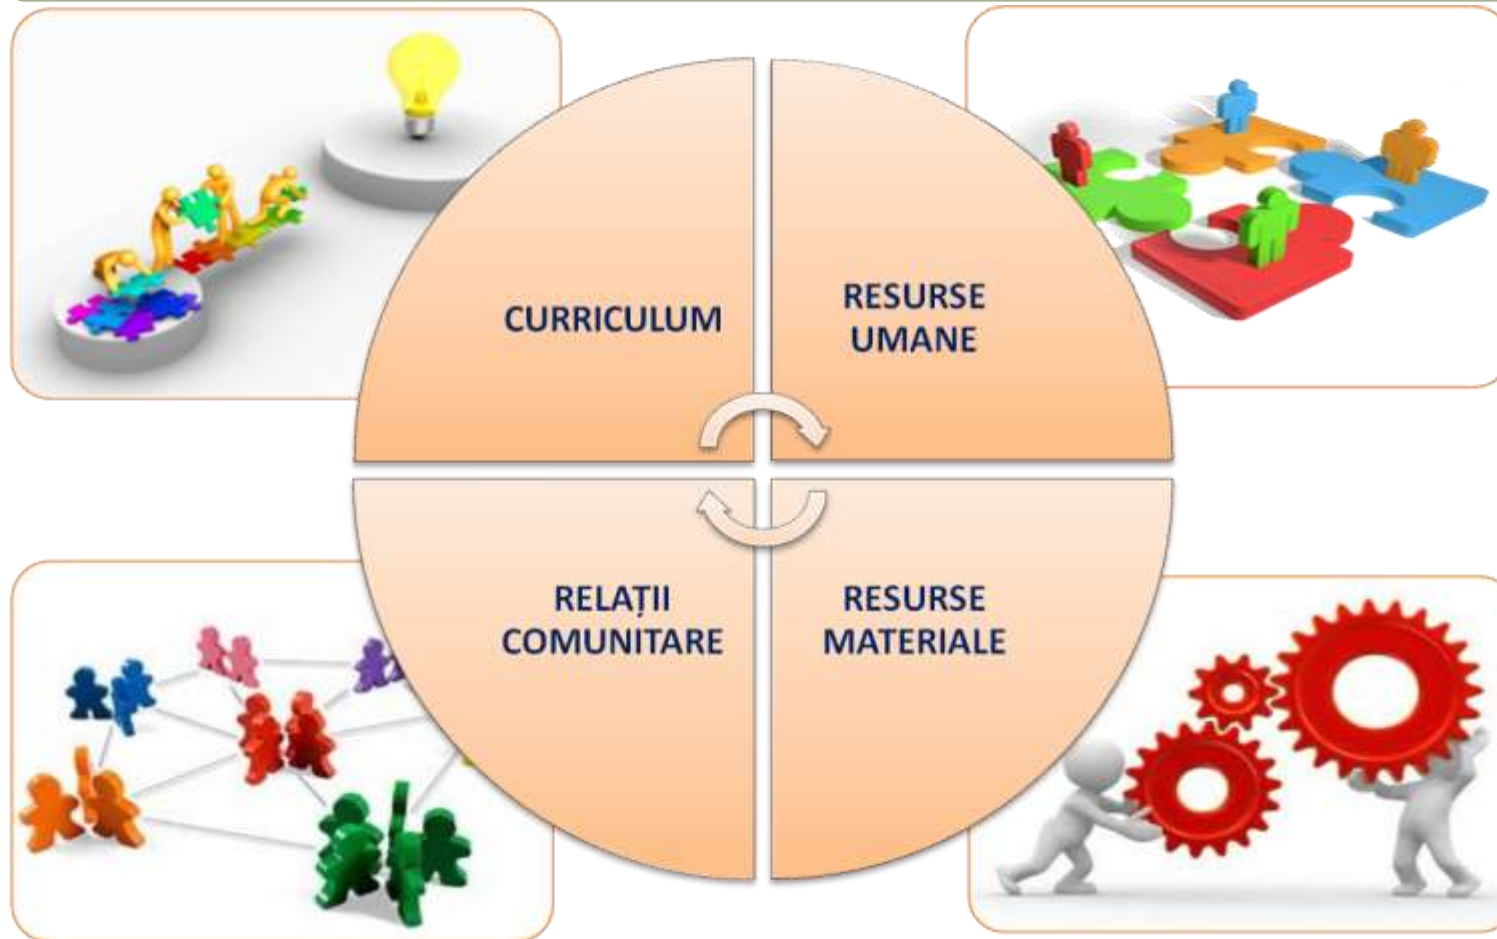 CURRICULUM
RESURSE
UMANE
RELAȚII
COMUNITARE
RESURSE
MATERIALE